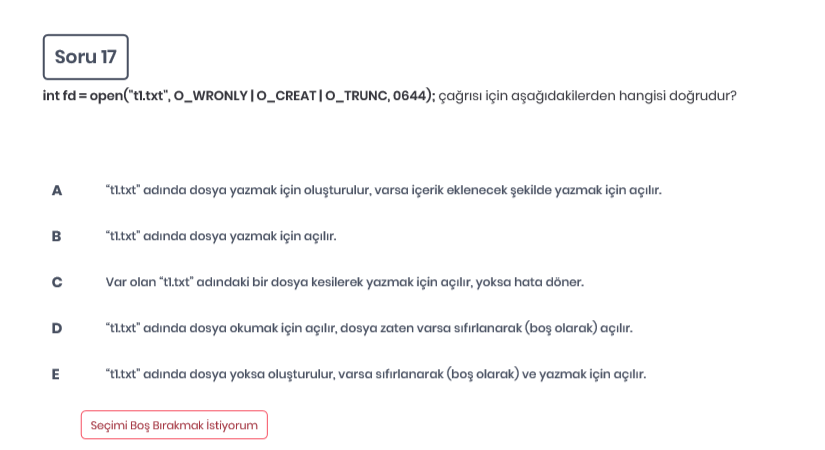 Soru 17
int fd = open("t1.txt", O_WRONLY | O_CREAT | O_TRUNC, 0644); çağrısı için aşağıdakilerden hangisi doğrudur?
A "t1.txt" adında dosya yazmak için oluşturulur, varsa içerik eklenecek şekilde yazmak için açılır.
B "t1.txt" adında dosya yazmak için açılır.
C Var olan "t1.txt" adındaki bir dosya kesilerek yazmak için açılır, yoksa hata döner.
D "t1.txt" adında dosya okumak için açılır, dosya zaten varsa sıfırlanarak (boş olarak) açılır.
E "t1.txt" adında dosya yoksa oluşturulur, varsa sıfırlanarak (boş olarak) ve yazmak için açılır.
Seçimi Boş Bırakmak İstiyorum